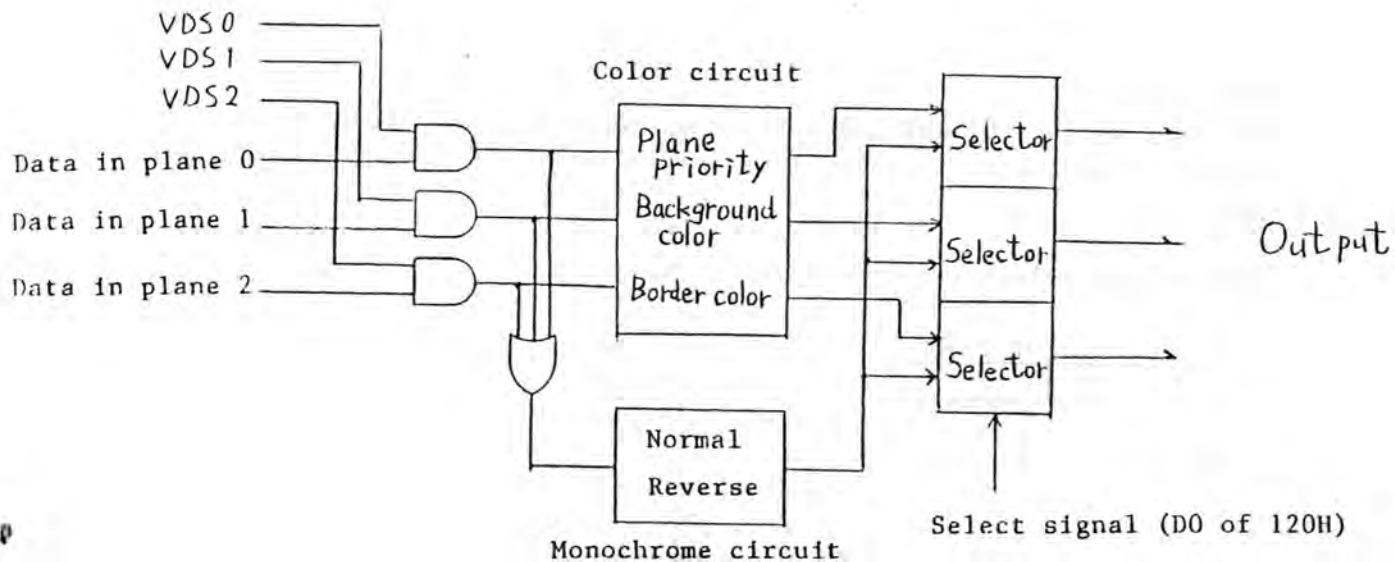 VDS0
VDS1
VDS2
Data in plane 0
Data in plane 1
Data in plane 2
Color circuit
Plane
priority
Background
color
Border color
Normal
Reverse
Monochrome circuit
Selector
Selector
Selector
Output
Select signal (D0 of 120H)